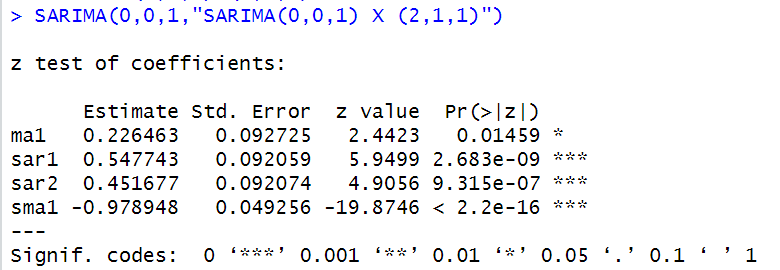 > SARIMA(0,0,1,"SARIMA(0,0,1) X (2,1,1)")
z test of coefficients:
Estimate Std. Error z value Pr(>|z|)
ma1 0.226463 0.092725 2.4423 0.01459 *
sar1 0.547743 0.092059 5.9499 2.683e-09 ***
sar2 0.451677 0.092074 4.9056 9.315e-07 ***
sma1 -0.978948 0.049256 -19.8746 < 2.2e-16 ***
---
Signif. codes: 0 ‘***’ 0.001 ‘**’ 0.01 ‘*’ 0.05 ‘.’ 0.1 ‘ ’ 1